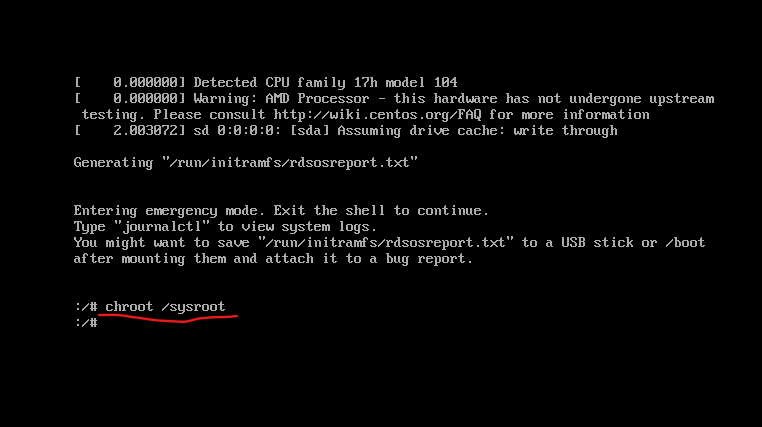 [    0.000000] Detected CPU family 17h model 104
[    0.000000] Warning: AMD Processor - this hardware has not undergone upstream
 testing. Please consult http://wiki.centos.org/FAQ for more information
[    2.003072] sd 0:0:0:0: [sda] Assuming drive cache: write through
Generating "/run/initramfs/rdsosreport.txt"
Entering emergency mode. Exit the shell to continue.
Type "journalctl" to view system logs.
You might want to save "/run/initramfs/rdsosreport.txt" to a USB stick or /boot
after mounting them and attach it to a bug report.
:/# chroot /sysroot
:/#